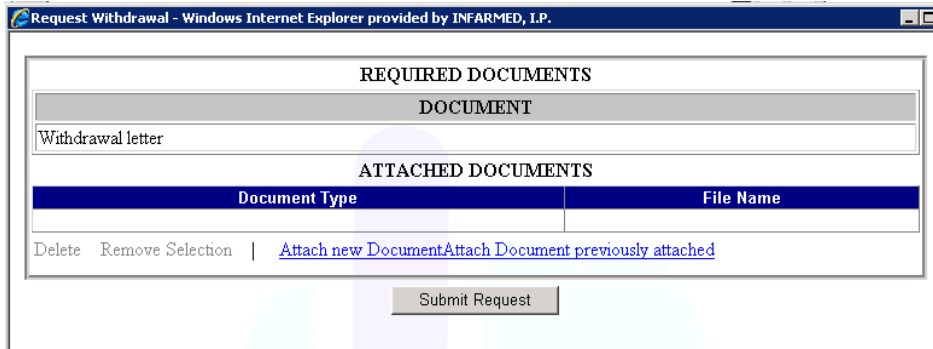 Request Withdrawal - Windows Internet Explorer provided by INFARMED, I.P.
REQUIRED DOCUMENTS
DOCUMENT
Withdrawal letter
ATTACHED DOCUMENTS
Document Type File Name
Delete Remove Selection | Attach new DocumentAttach Document previously attached
Submit Request